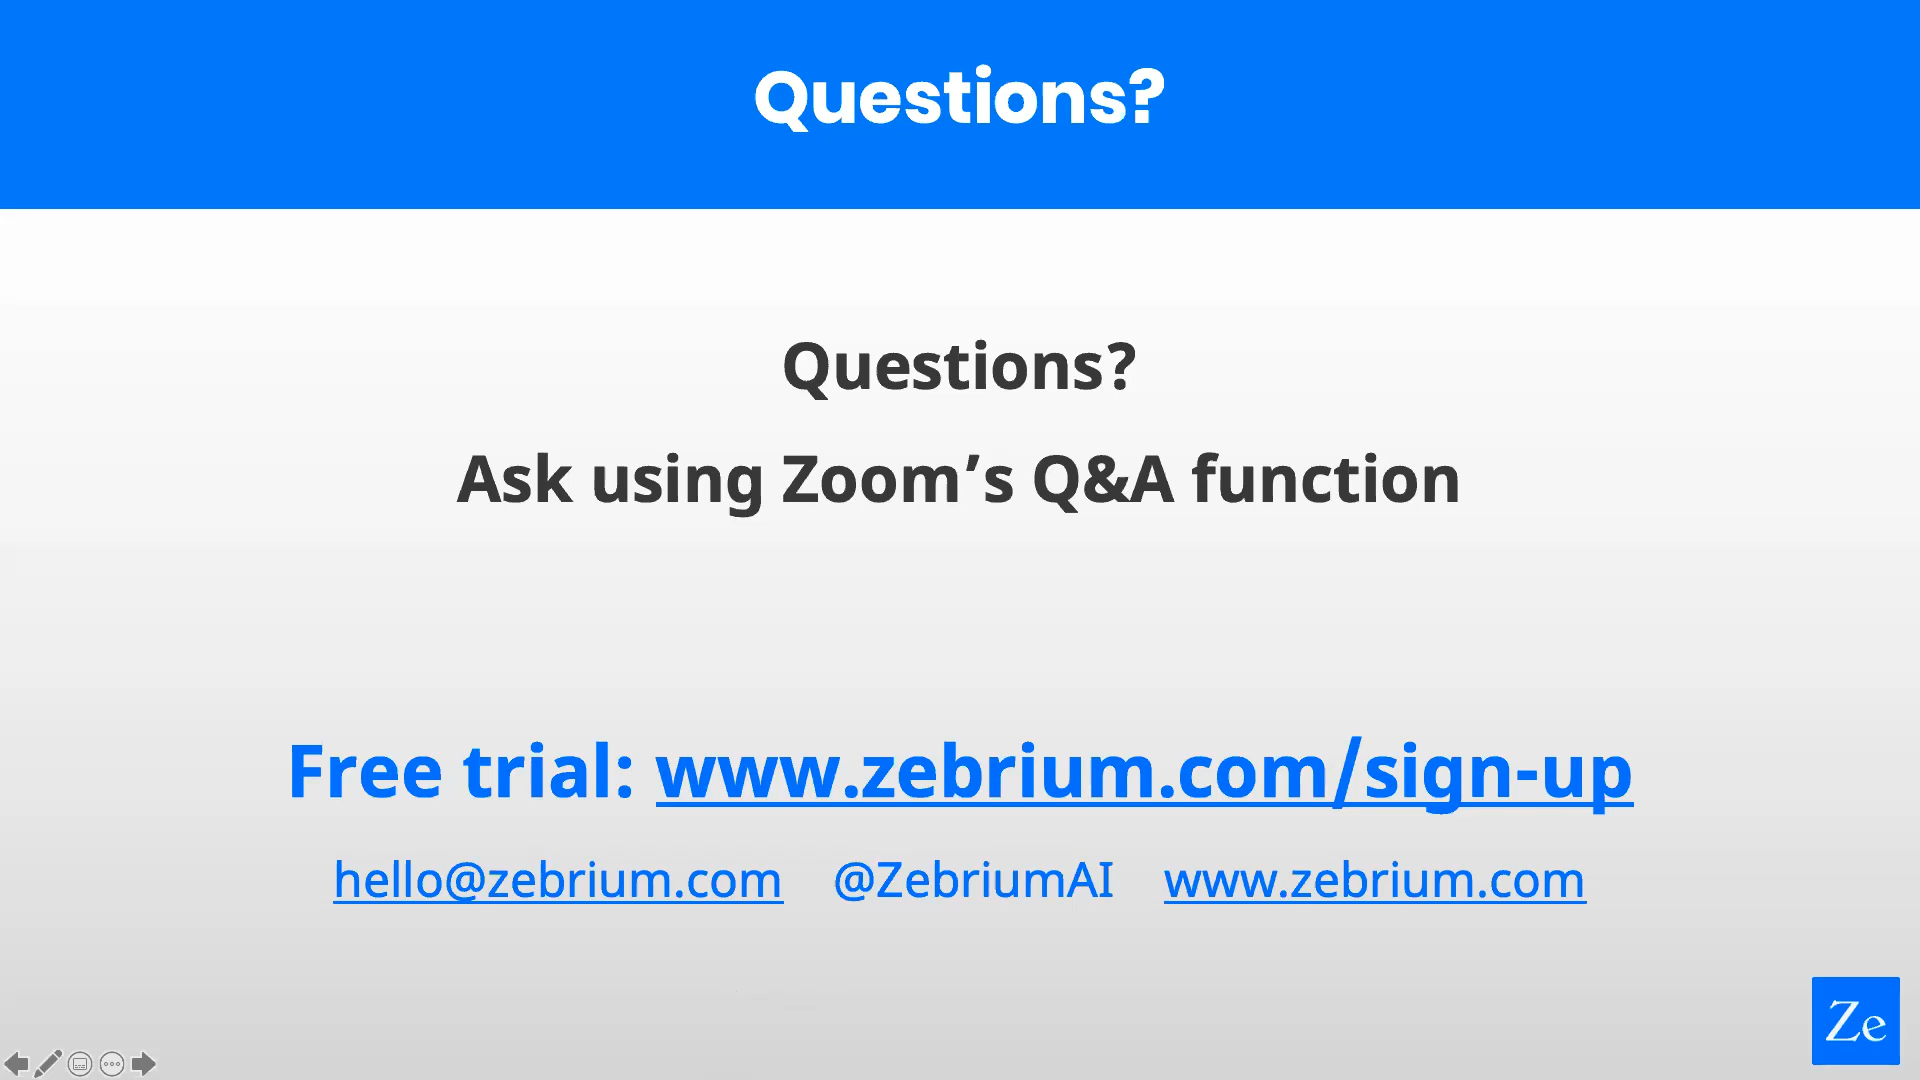 Questions?
Questions?
Ask using Zoom’s Q&A function
Free trial: www.zebrium.com/sign-up
hello@zebrium.com @ZebriumAI www.zebrium.com
Ze